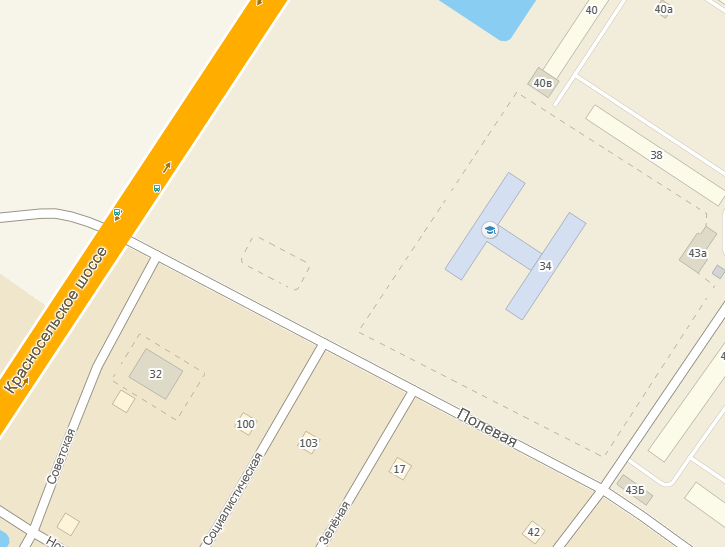 40
40а
40в
38
43а
34
Красносельское шоссе
32
100
103
Полевая
17
Советская
Социалистическая
Зелёная
43Б
42